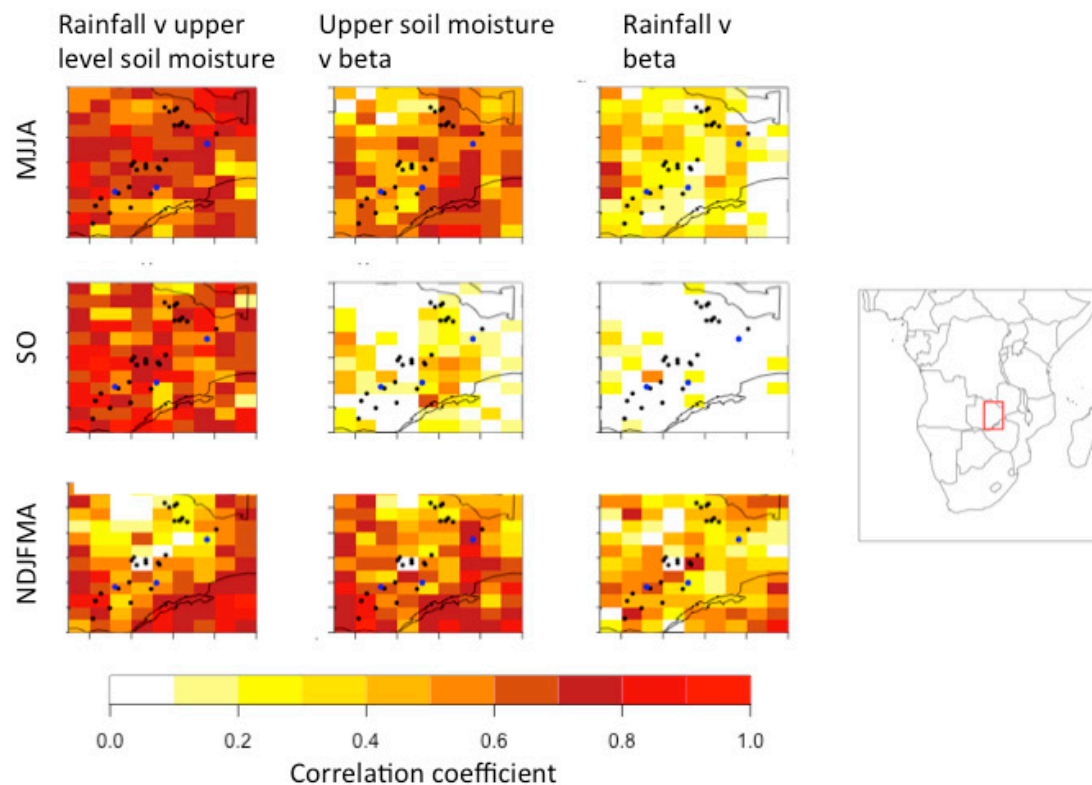 Rainfall v upper
level soil moisture
Upper soil moisture
v beta
Rainfall v
beta
MJJA
SO
NDJFMA
0.0 0.2 0.4 0.6 0.8 1.0
Correlation coefficient